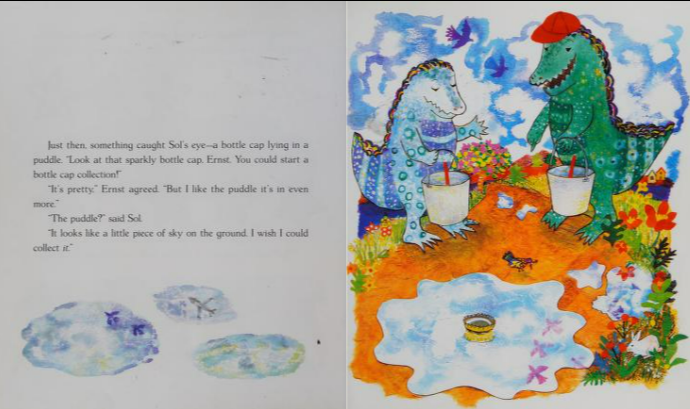 Just then, something caught Sol's eye—a bottle cap lying in a
puddle. "Look at that sparkly bottle cap, Ernst. You could start a
bottle cap collection!"
"It's pretty," Ernst agreed. "But I like the puddle it's in even
more."
"The puddle?" said Sol.
"It looks like a little piece of sky on the ground. I wish I could
collect it."